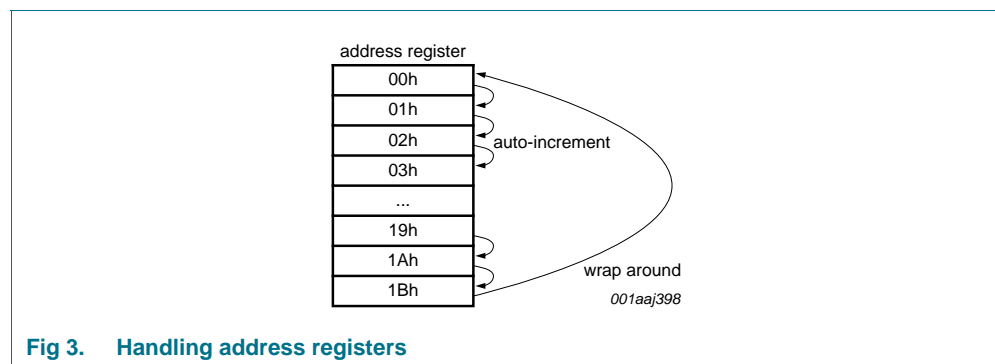 address register
00h
01h
02h
auto-increment
03h
...
19h
1Ah
wrap around
1Bh
001aaj398
Fig 3. Handling address registers